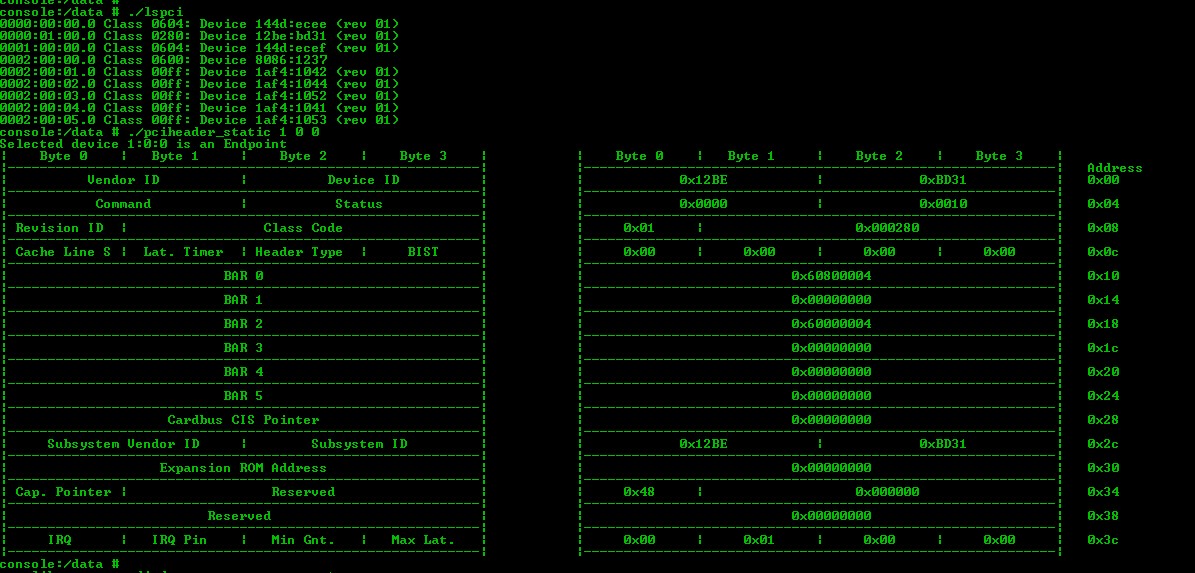 console:/data #
console:/data # ./lspci
0000:00:00.0 Class 0604: Device 144d:ecee (rev 01)
0000:01:00.0 Class 0280: Device 12be:bd31 (rev 01)
0001:00:00.0 Class 0604: Device 144d:ecef (rev 01)
0002:00:00.0 Class 0600: Device 8086:1237
0002:00:01.0 Class 00ff: Device 1af4:1042 (rev 01)
0002:00:02.0 Class 00ff: Device 1af4:1044 (rev 01)
0002:00:03.0 Class 00ff: Device 1af4:1052 (rev 01)
0002:00:04.0 Class 00ff: Device 1af4:1041 (rev 01)
0002:00:05.0 Class 00ff: Device 1af4:1053 (rev 01)
console:/data # ./pciheader_static 1 0 0
Selected device 1:0:0 is an Endpoint
| Byte 0 | Byte 1 | Byte 2 | Byte 3 | | Byte 0 | Byte 1 | Byte 2 | Byte 3 |
Address
| Vendor ID | Device ID | | 0x12BE | 0xBD31 | 0x00
| Command | Status | | 0x0000 | 0x0010 | 0x04
| Revision ID | Class Code | | 0x01 | 0x000280 | 0x08
| Cache Line S | Lat. Timer | Header Type | BIST | | 0x00 | 0x00 | 0x00 | 0x00 | 0x0c
| BAR 0 | | 0x60800004 | 0x10
| BAR 1 | | 0x00000000 | 0x14
| BAR 2 | | 0x60000004 | 0x18
| BAR 3 | | 0x00000000 | 0x1c
| BAR 4 | | 0x00000000 | 0x20
| BAR 5 | | 0x00000000 | 0x24
| Cardbus CIS Pointer | | 0x00000000 | 0x28
| Subsystem Vendor ID | Subsystem ID | | 0x12BE | 0xBD31 | 0x2c
| Expansion ROM Address | | 0x00000000 | 0x30
| Cap. Pointer | Reserved | | 0x48 | 0x000000 | 0x34
| Reserved | | 0x00000000 | 0x38
| IRQ | IRQ Pin | Min Gnt. | Max Lat. | | 0x00 | 0x01 | 0x00 | 0x00 | 0x3c
console:/data #